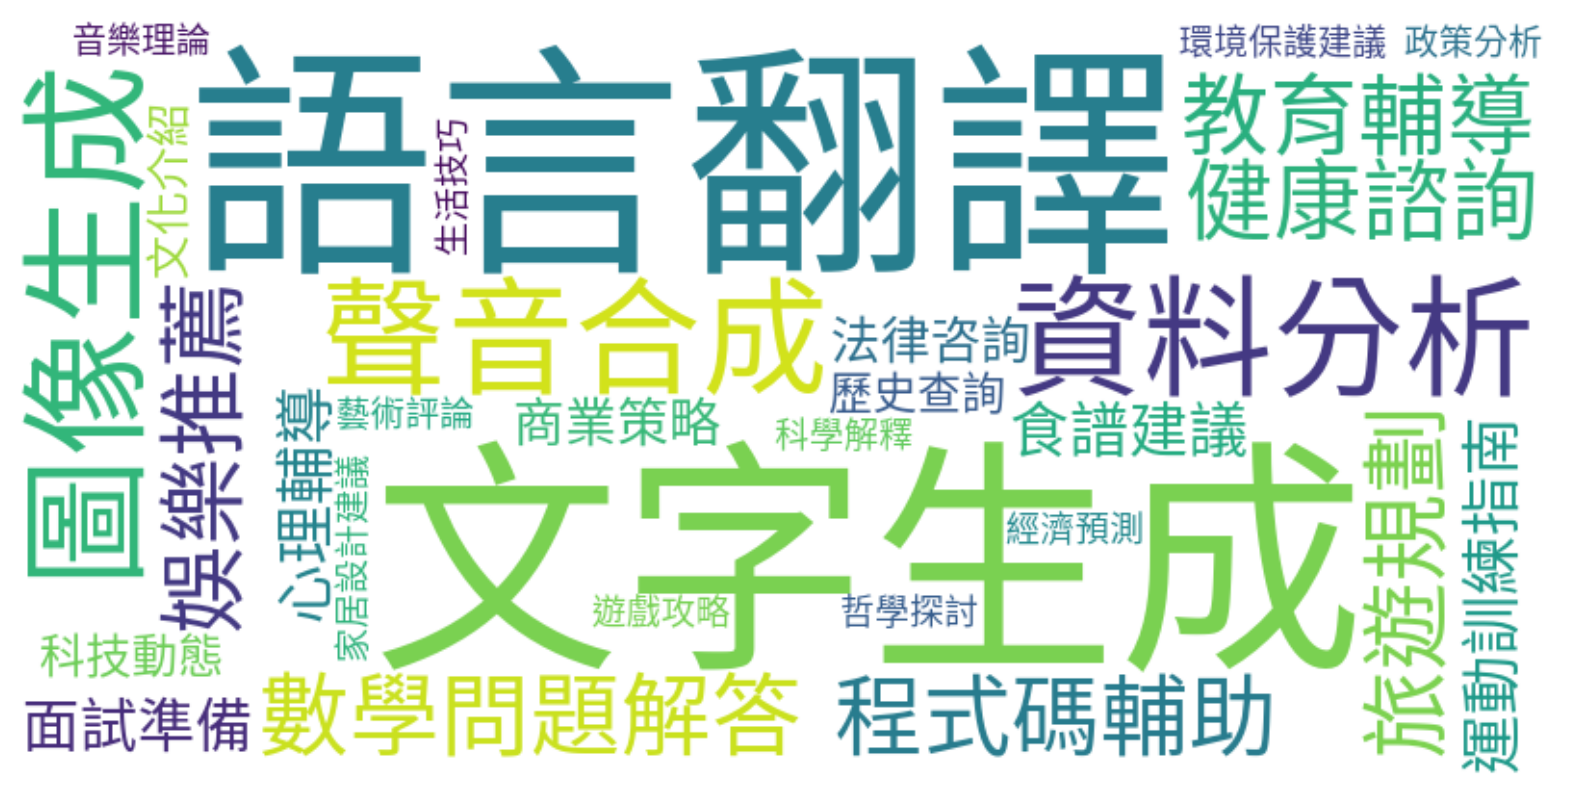 音樂理論
環境保護建議
政策分析
圖像生成
文化介紹
語言翻譯
生活技巧
教育輔導
健康諮詢
娛樂推薦
聲音合成
法律咨詢
資料分析
歷史查詢
心理輔導
藝術評論
商業策略
科學解釋
食譜建議
家居設計建議
文字生成
經濟預測
遊戲攻略
哲學探討
旅遊規劃
運動訓練指南
科技動態
面試準備
數學問題解答
程式碼輔助